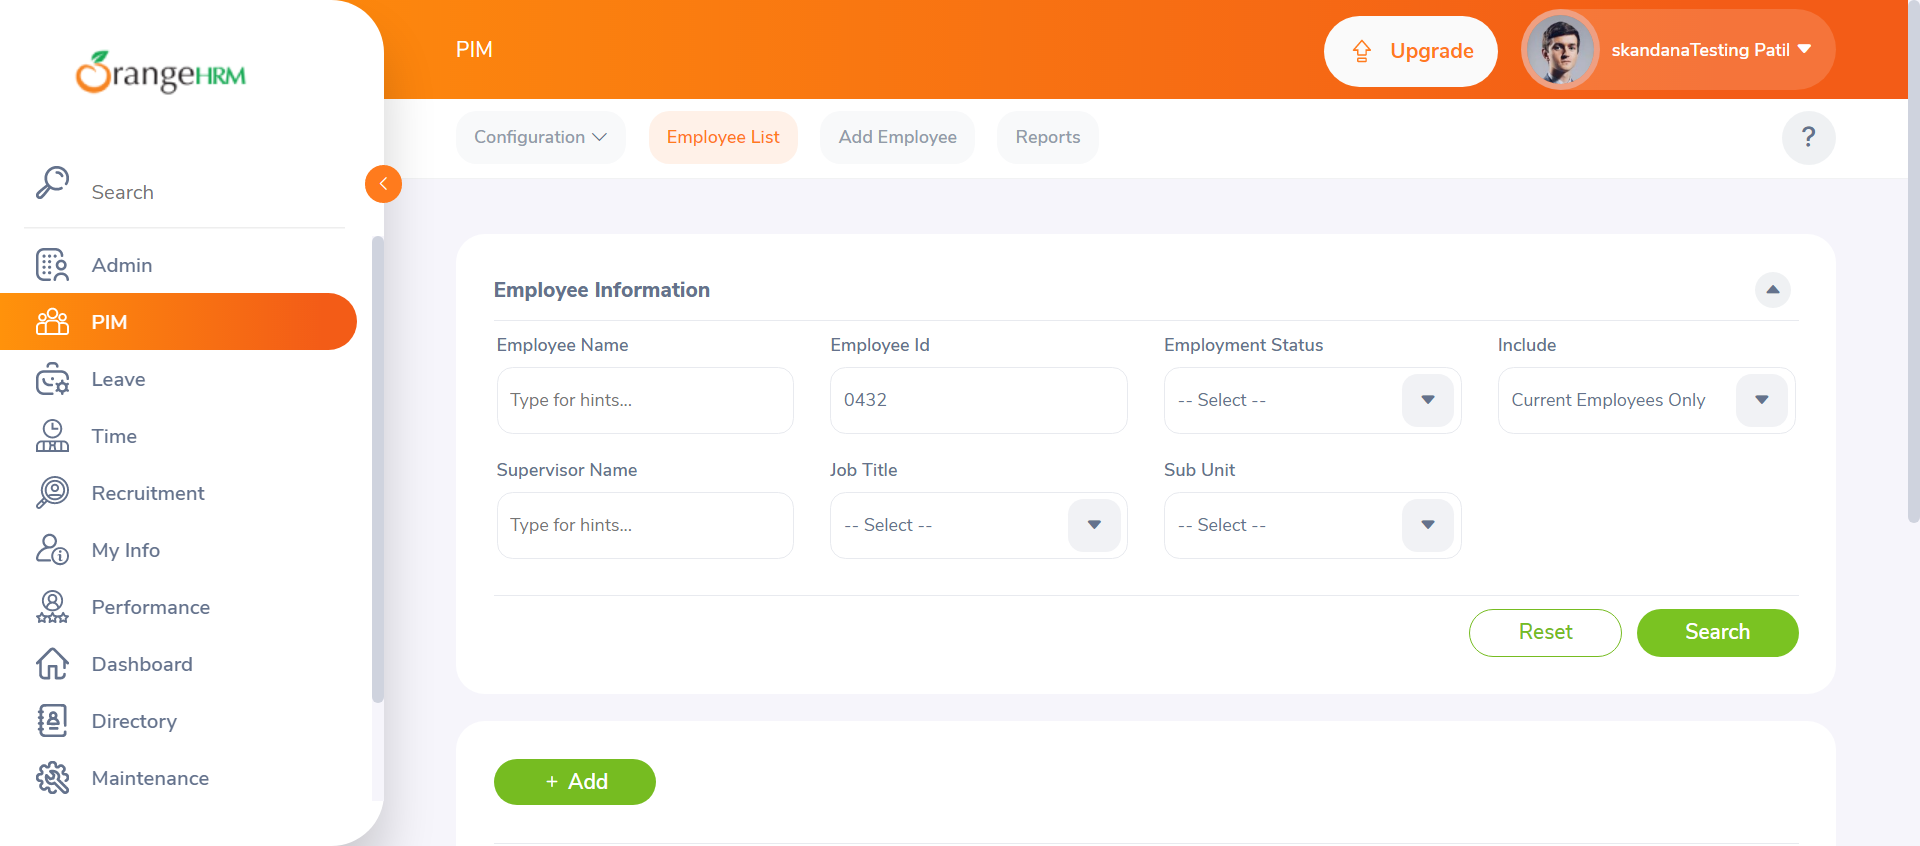 OrangeHRM
PIM
Upgrade
skandanaTesting Patil
Configuration
Employee List
Add Employee
Reports
?
Search
Admin
PIM
Leave
Time
Recruitment
My Info
Performance
Dashboard
Directory
Maintenance
Employee Information
Employee Name
Employee Id
Employment Status
Include
Type for hints...
0432
-- Select --
Current Employees Only
Supervisor Name
Job Title
Sub Unit
Type for hints...
-- Select --
-- Select --
Reset
Search
+ Add